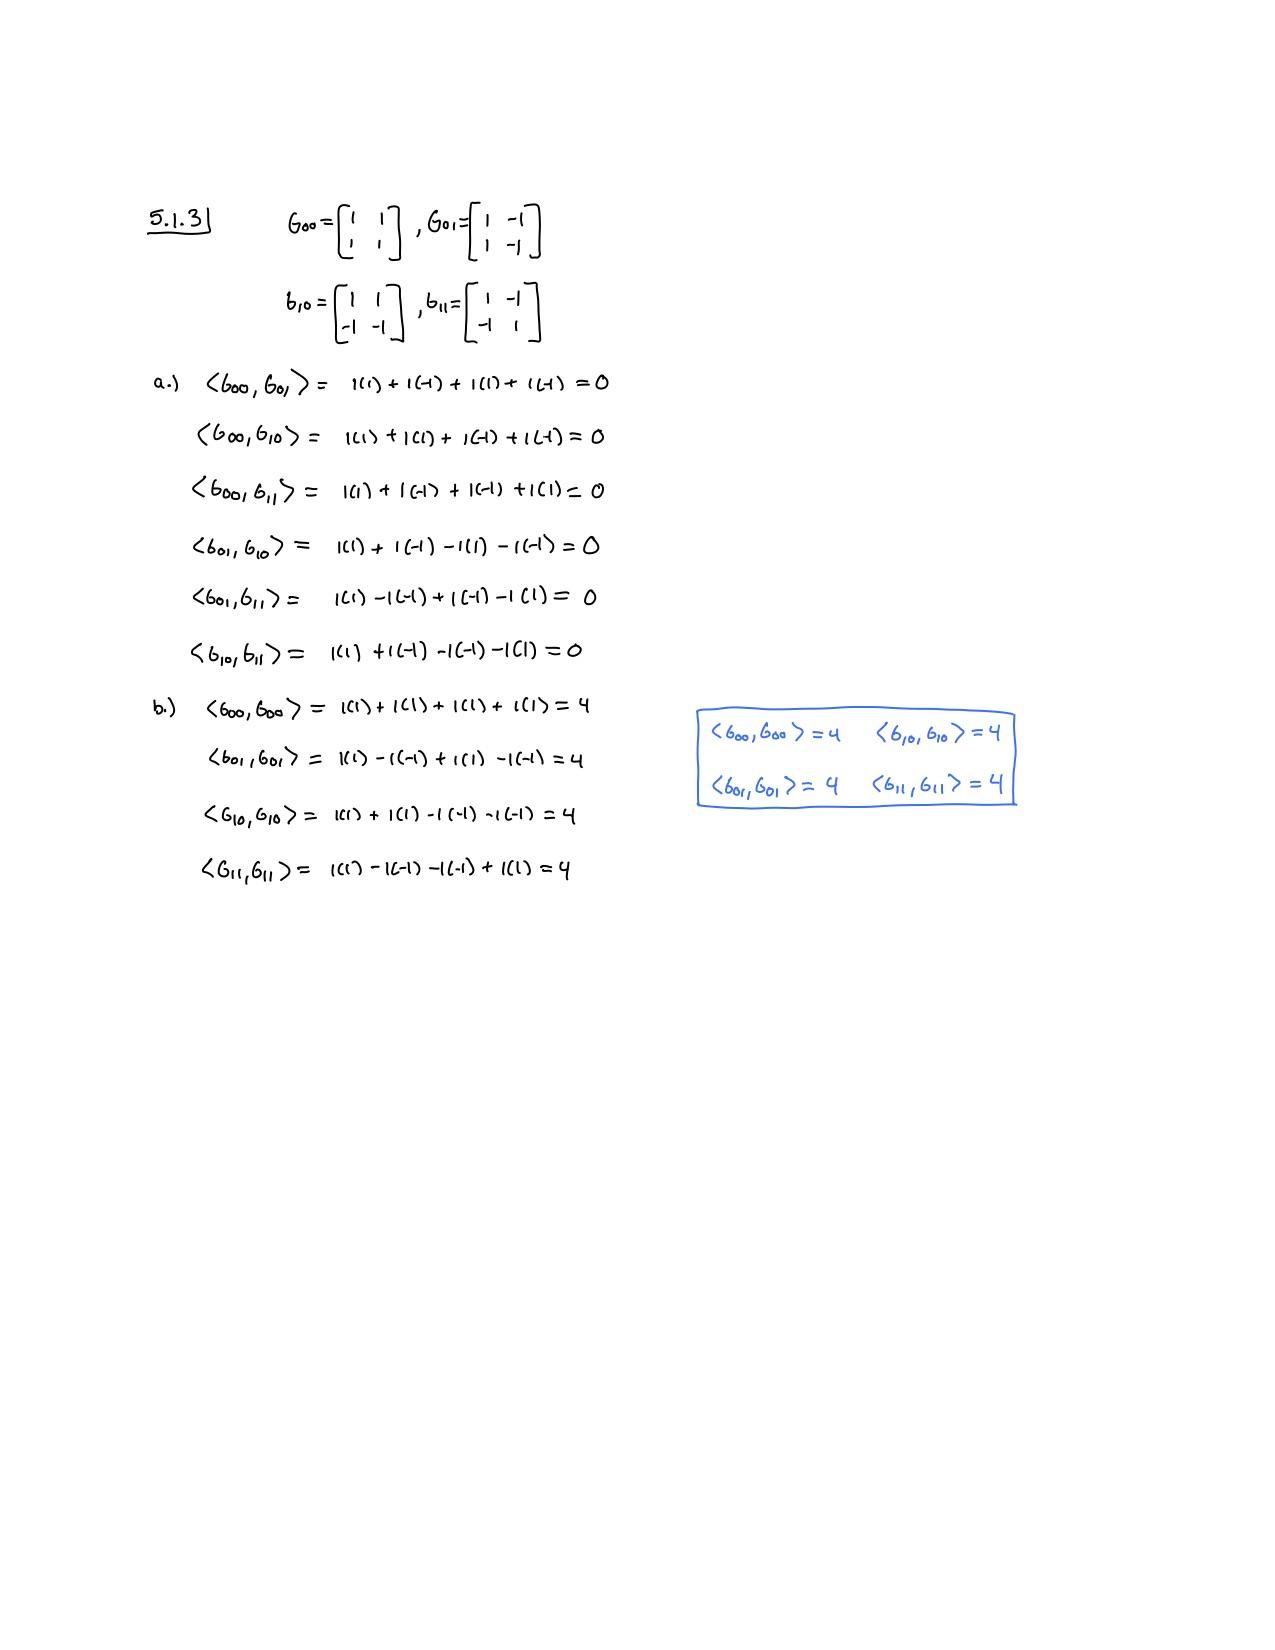 5.1.3 G₀₀ = [1 1; 1 1], G₀₁ = [1 -1; 1 -1]
G₁₀ = [1 1; -1 -1], G₁₁ = [1 -1; -1 1]
a.) <G₀₀, G₀₁> = 1(1) + 1(-1) + 1(1) + 1(-1) = 0
<G₀₀, G₁₀> = 1(1) + 1(1) + 1(-1) + 1(-1) = 0
<G₀₀, G₁₁> = 1(1) + 1(-1) + 1(-1) + 1(1) = 0
<G₀₁, G₁₀> = 1(1) + 1(-1) - 1(1) - 1(-1) = 0
<G₀₁, G₁₁> = 1(1) - 1(-1) + 1(-1) - 1(1) = 0
<G₁₀, G₁₁> = 1(1) + 1(-1) - 1(-1) - 1(1) = 0
b.) <G₀₀, G₀₀> = 1(1) + 1(1) + 1(1) + 1(1) = 4
<G₀₁, G₀₁> = 1(1) - 1(-1) + 1(1) - 1(-1) = 4
<G₁₀, G₁₀> = 1(1) + 1(1) - 1(-1) - 1(-1) = 4
<G₁₁, G₁₁> = 1(1) - 1(-1) - 1(-1) + 1(1) = 4
<G₀₀, G₀₀> = 4 <G₁₀, G₁₀> = 4
<G₀₁, G₀₁> = 4 <G₁₁, G₁₁> = 4